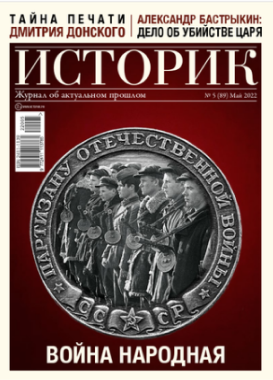 ТАЙНА ПЕЧАТИ
ДМИТРИЯ ДОНСКОГО
АЛЕКСАНДР БАСТРЫКИН:
ДЕЛО ОБ УБИЙСТВЕ ЦАРЯ
ИСТОРИК
Журнал об актуальном прошлом
№ 5 (89) Май 2022
ПАРТИЗАНУ ОТЕЧЕСТВЕННОЙ ВОЙНЫ
СССР
ВОЙНА НАРОДНАЯ